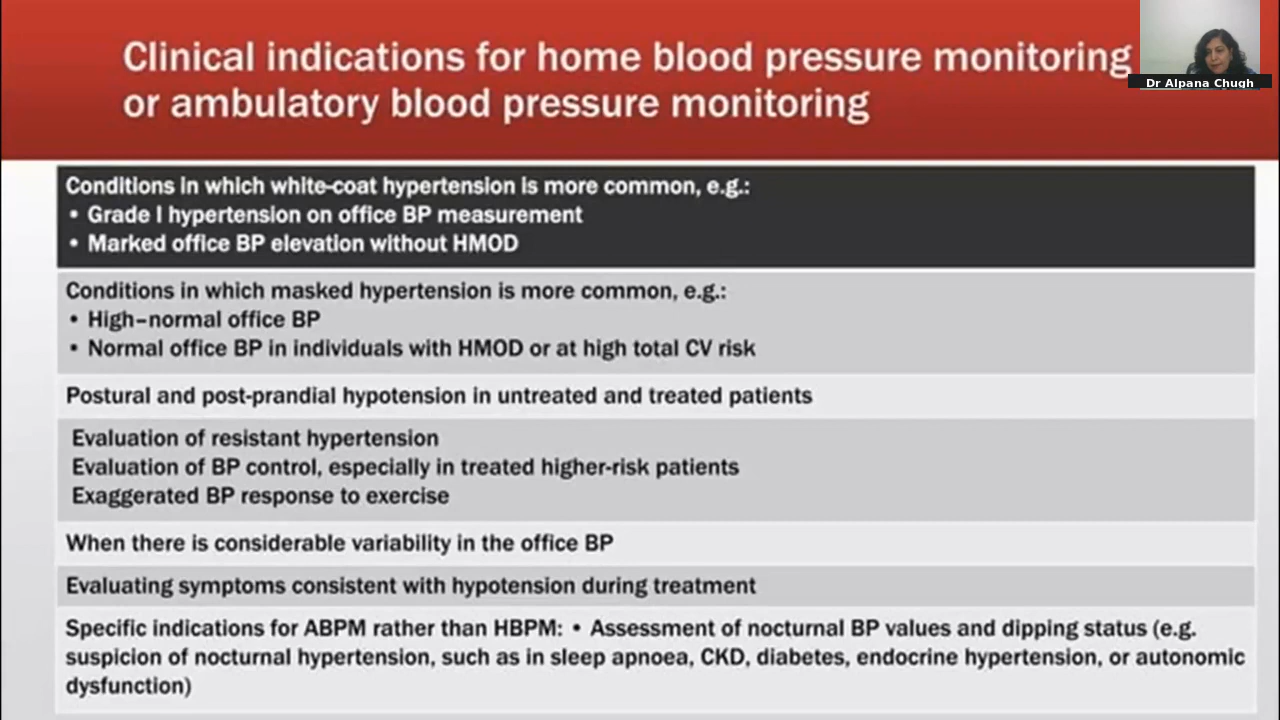 Clinical indications for home blood pressure monitoring
or ambulatory blood pressure monitoring
Dr Alpana Chugh
Conditions in which white-coat hypertension is more common, e.g.:
• Grade I hypertension on office BP measurement
• Marked office BP elevation without HMOD
Conditions in which masked hypertension is more common, e.g.:
• High–normal office BP
• Normal office BP in individuals with HMOD or at high total CV risk
Postural and post-prandial hypotension in untreated and treated patients
Evaluation of resistant hypertension
Evaluation of BP control, especially in treated higher-risk patients
Exaggerated BP response to exercise
When there is considerable variability in the office BP
Evaluating symptoms consistent with hypotension during treatment
Specific indications for ABPM rather than HBPM: • Assessment of nocturnal BP values and dipping status (e.g.
suspicion of nocturnal hypertension, such as in sleep apnoea, CKD, diabetes, endocrine hypertension, or autonomic
dysfunction)